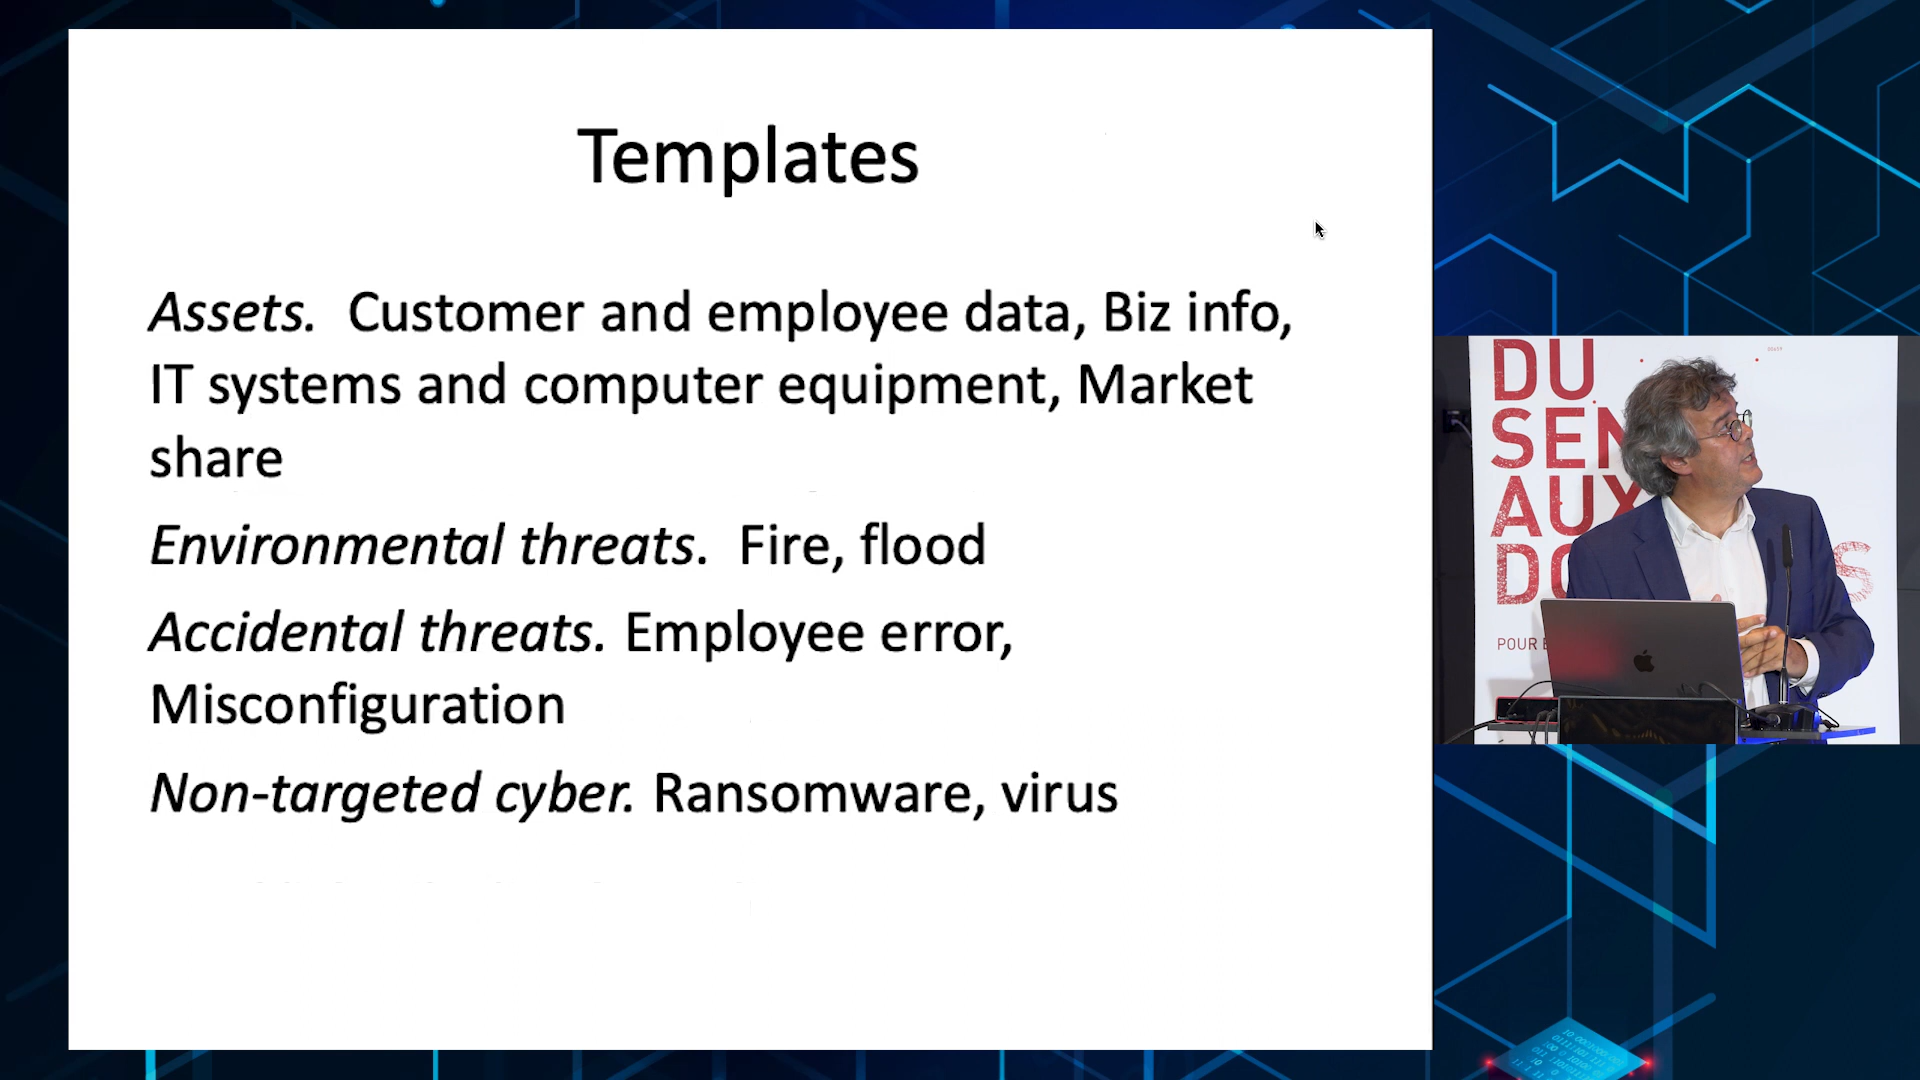 Templates
Assets. Customer and employee data, Biz info,
IT systems and computer equipment, Market
share
Environmental threats. Fire, flood
Accidental threats. Employee error,
Misconfiguration
Non-targeted cyber. Ransomware, virus
DU
SEN
AUX
POUR